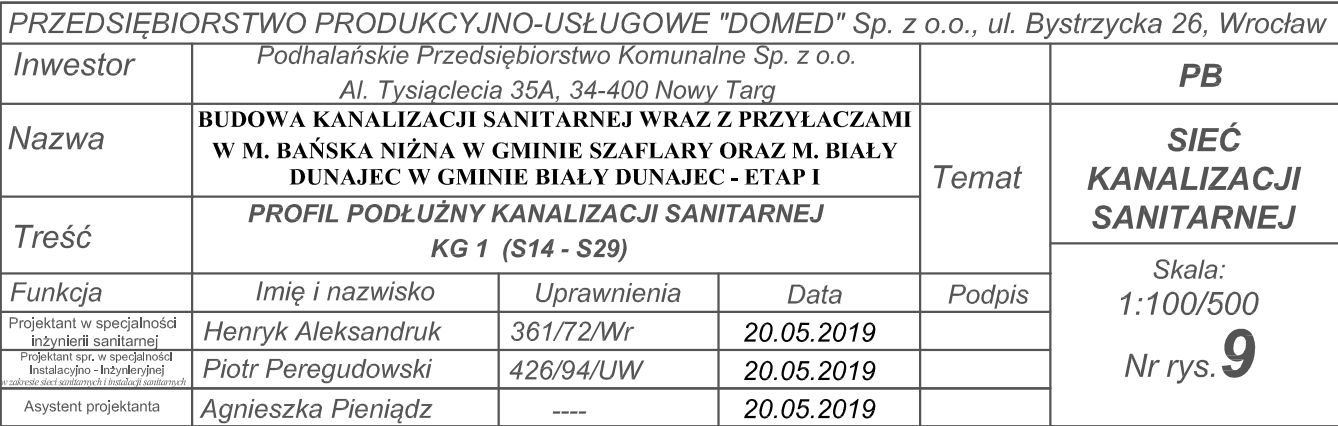 PRZEDSIĘBIORSTWO PRODUKCYJNO-USŁUGOWE "DOMED" Sp. z o.o., ul. Bystrzycka 26, Wrocław
Inwestor
Podhalańskie Przedsiębiorstwo Komunalne Sp. z o.o.
Al. Tysiąclecia 35A, 34-400 Nowy Targ
PB
Nazwa
BUDOWA KANALIZACJI SANITARNEJ WRAZ Z PRZYŁACZAMI
W M. BAŃSKA NIŻNA W GMINIE SZAFLARY ORAZ M. BIAŁY
DUNAJEC W GMINIE BIAŁY DUNAJEC - ETAP I
Temat
SIEĆ
KANALIZACJI
SANITARNEJ
Treść
PROFIL PODŁUŻNY KANALIZACJI SANITARNEJ
KG 1 (S14 - S29)
Skala:
1:100/500
Nr rys. 9
Funkcja Imię i nazwisko Uprawnienia Data Podpis
Projektant w specjalności
inżynierii sanitarnej
Henryk Aleksandruk 361/72/Wr 20.05.2019
Projektant spr. w specjalności
Instalacyjno - Inżynieryjnej
w zakresie sieci sanitarnych i instalacji sanitarnych
Piotr Peregudowski 426/94/UW 20.05.2019
Asystent projektanta Agnieszka Pieniądz ---- 20.05.2019